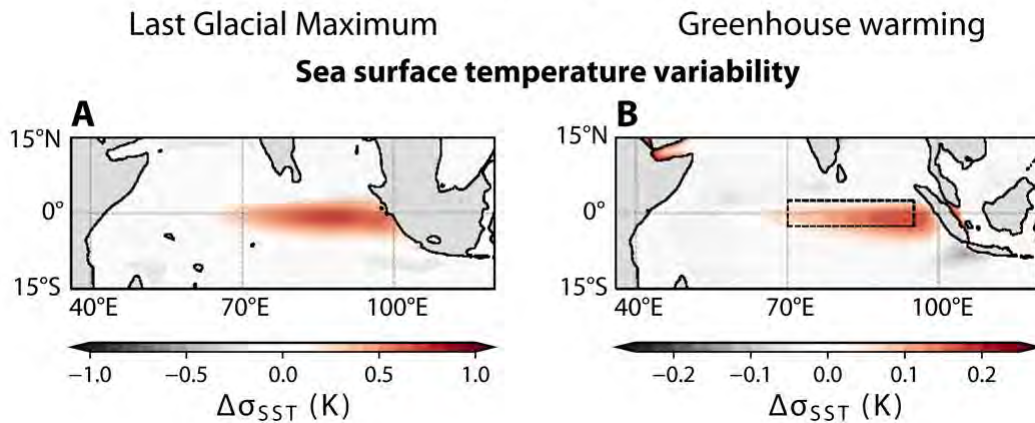 Last Glacial Maximum Greenhouse warming
Sea surface temperature variability
A B
15°N 15°N
0° 0°
15°S 15°S
40°E 70°E 100°E 40°E 70°E 100°E
−1.0 −0.5 0.0 0.5 1.0 −0.2 −0.1 0.0 0.1 0.2
Δσ_SST (K) Δσ_SST (K)